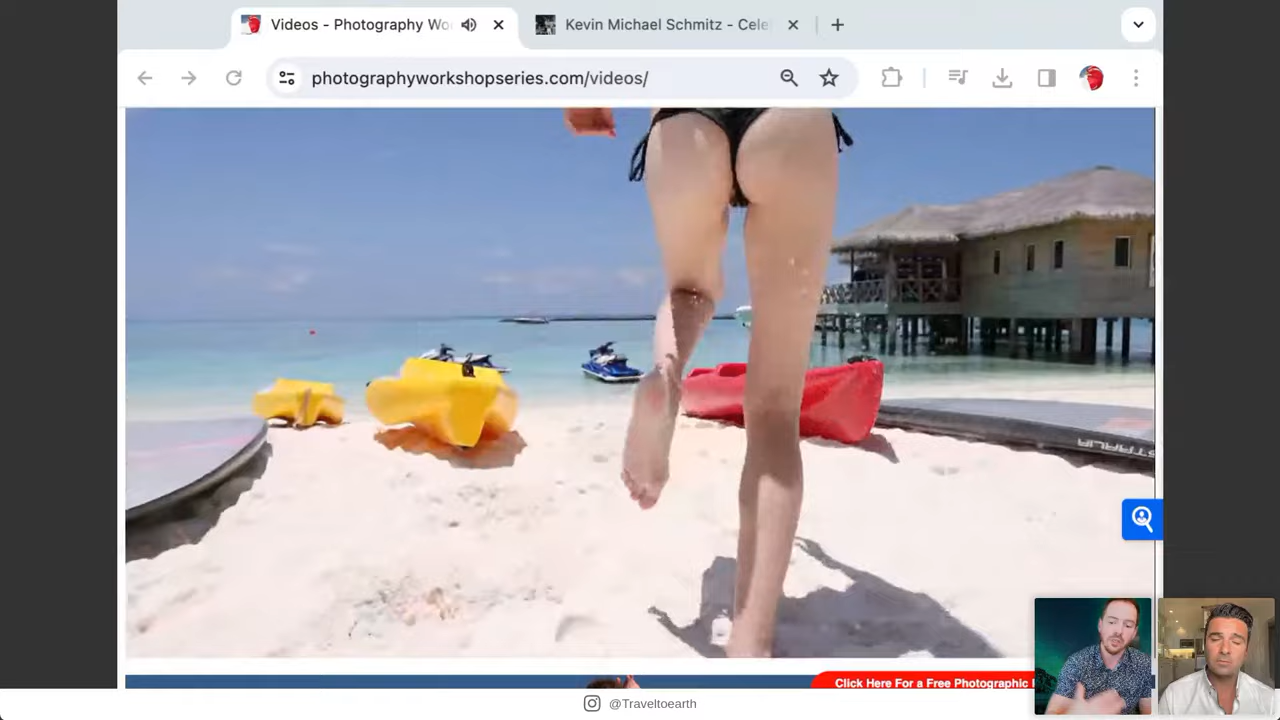 Videos - Photography Wo
Kevin Michael Schmitz - Cele
photographyworkshopseries.com/videos/
Click Here For a Free Photographic
@Traveltoearth